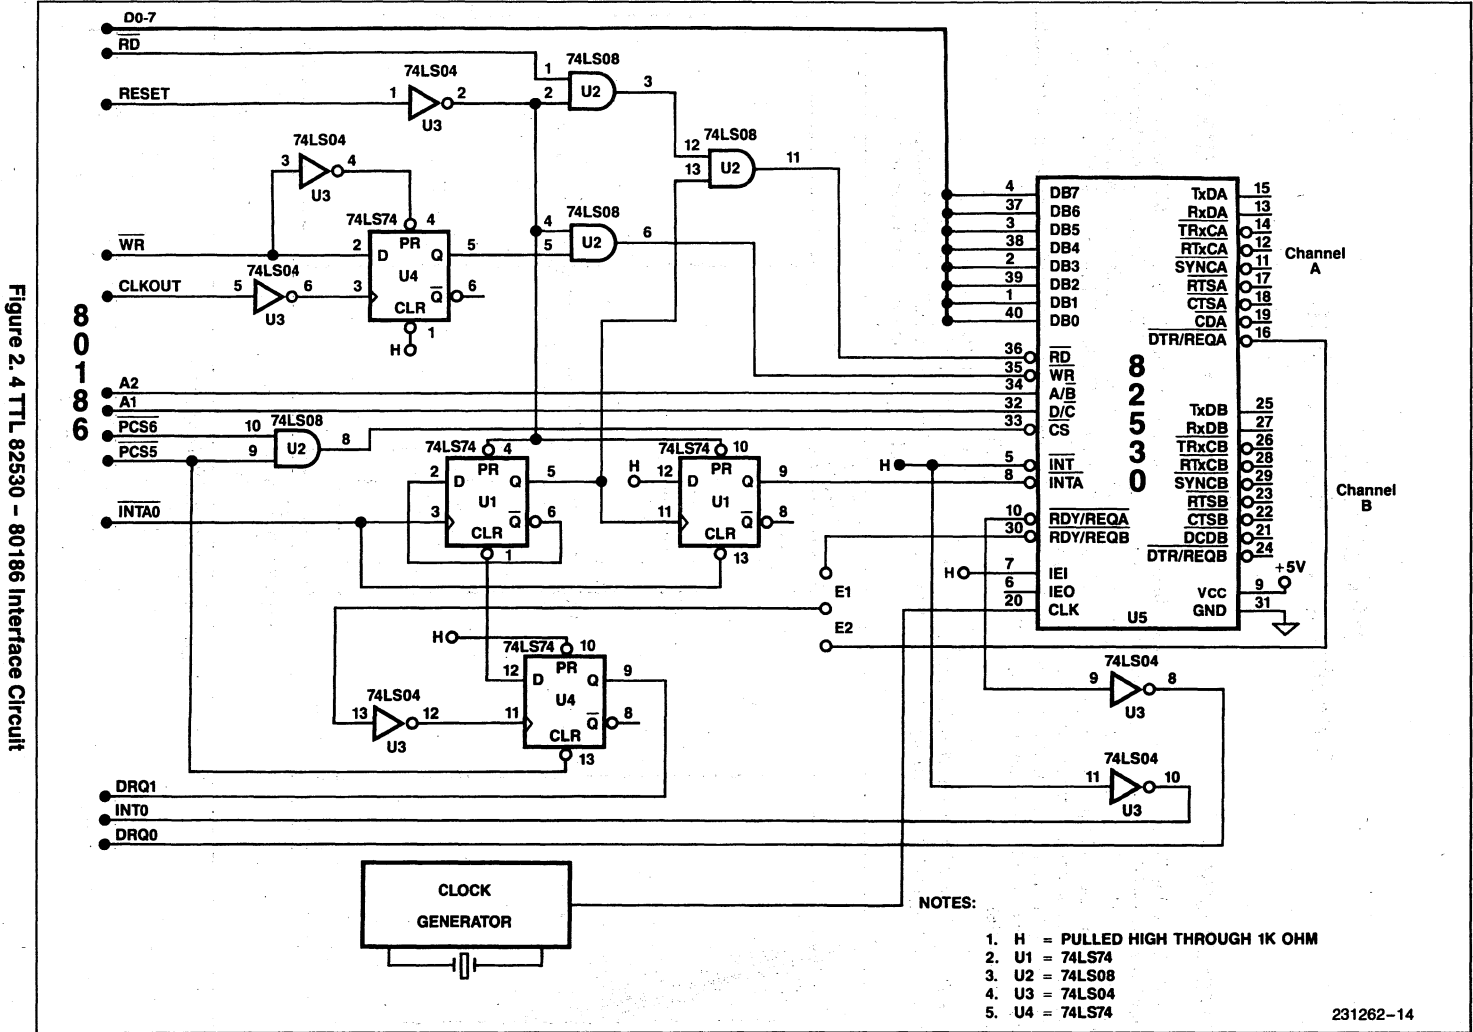 D0-7
RD
74LS08
1
2
U2
3
RESET
74LS04
1
2
U3
74LS08
12
13
U2
11
74LS04
3
4
U3
74LS74
4
PR
2
D
Q
5
U4
3
CLR
Q
6
1
H
WR
74LS04
CLKOUT
5
6
U3
74LS08
4
5
U2
6
8
0
1
8
6
A2
A1
PCS6
PCS5
74LS08
10
9
U2
8
INTA0
74LS74
4
PR
2
D
Q
5
U1
3
CLR
Q
6
1
74LS74
10
PR
H
12
D
Q
9
U1
11
CLR
Q
8
13
H
74LS74
10
PR
12
D
Q
9
U4
11
CLR
Q
8
13
74LS04
13
12
U3
E1
E2
DRQ1
INT0
DRQ0
4 DB7
37 DB6
3 DB5
38 DB4
2 DB3
39 DB2
1 DB1
40 DB0
36 RD
35 WR
34 A/B
32 D/C
33 CS
H
5 INT
8 INTA
10 RDY/REQA
30 RDY/REQB
H
7 IEI
6 IEO
20 CLK
8
2
5
3
0
U5
TxDA 15
RxDA 13
TRxCA 14
RTxCA 12
SYNCA 11
RTSA 17
CTSA 18
CDA 19
DTR/REQA 16
Channel
A
TxDB 25
RxDB 27
TRxCB 26
RTxCB 28
SYNCB 29
RTSB 23
CTSB 22
DCDB 21
DTR/REQB 24
Channel
B
+5V
VCC 9
GND 31
74LS04
9
8
U3
74LS04
11
10
U3
CLOCK
GENERATOR
NOTES:
1. H = PULLED HIGH THROUGH 1K OHM
2. U1 = 74LS74
3. U2 = 74LS08
4. U3 = 74LS04
5. U4 = 74LS74
231262-14
Figure 2. 4 TTL 82530 – 80186 Interface Circuit